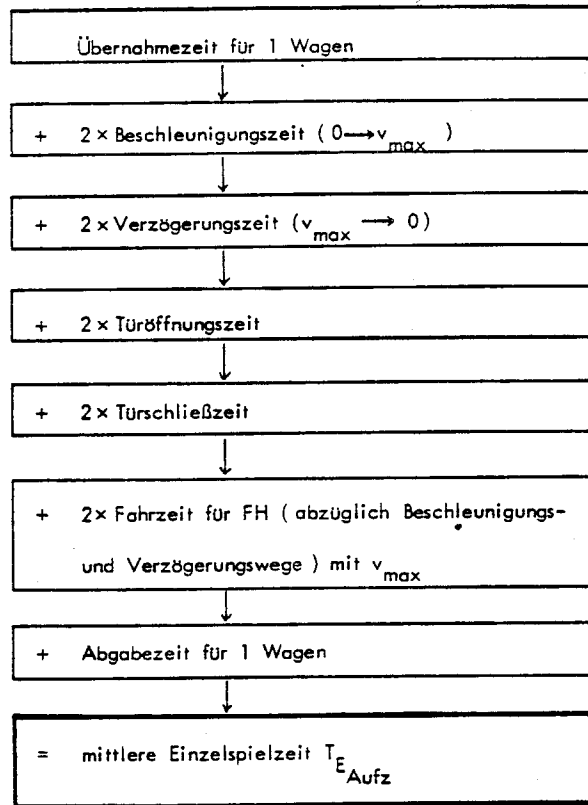 Übernahmezeit für 1 Wagen
+ 2 × Beschleunigungszeit ( 0 → v_max )
+ 2 × Verzögerungszeit ( v_max → 0 )
+ 2 × Türöffnungszeit
+ 2 × Türschließzeit
+ 2 × Fahrzeit für FH ( abzüglich Beschleunigungs-
und Verzögerungswege ) mit v_max
+ Abgabezeit für 1 Wagen
= mittlere Einzelspielzeit T_E_Aufz